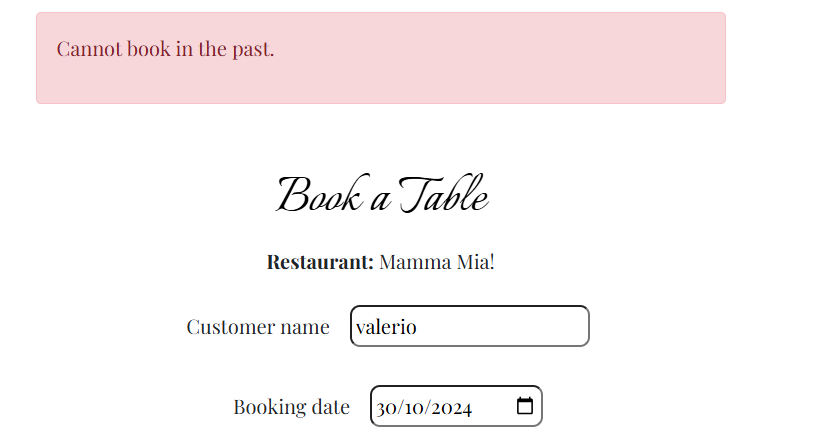 Cannot book in the past.
Book a Table
Restaurant: Mamma Mia!
Customer name valerio
Booking date 30/10/2024